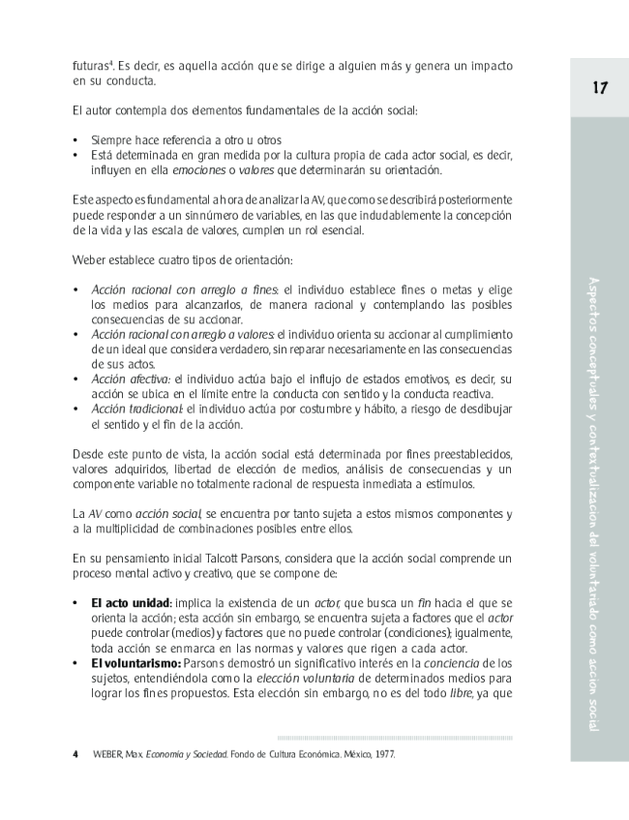 futuras⁴. Es decir, es aquella acción que se dirige a alguien más y genera un impacto
en su conducta.
El autor contempla dos elementos fundamentales de la acción social:
• Siempre hace referencia a otro u otros
• Está determinada en gran medida por la cultura propia de cada actor social, es decir,
influyen en ella emociones o valores que determinarán su orientación.
Este aspecto es fundamental ahora de analizar la AV, que como se describirá posteriormente
puede responder a un sinnúmero de variables, en las que indudablemente la concepción
de la vida y las escala de valores, cumplen un rol esencial.
Weber establece cuatro tipos de orientación:
• Acción racional con arreglo a fines: el individuo establece fines o metas y elige
los medios para alcanzarlos, de manera racional y contemplando las posibles
consecuencias de su accionar.
• Acción racional con arreglo a valores: el individuo orienta su accionar al cumplimiento
de un ideal que considera verdadero, sin reparar necesariamente en las consecuencias
de sus actos.
• Acción afectiva: el individuo actúa bajo el influjo de estados emotivos, es decir, su
acción se ubica en el límite entre la conducta con sentido y la conducta reactiva.
• Acción tradicional: el individuo actúa por costumbre y hábito, a riesgo de desdibujar
el sentido y el fin de la acción.
Desde este punto de vista, la acción social está determinada por fines preestablecidos,
valores adquiridos, libertad de elección de medios, análisis de consecuencias y un
componente variable no totalmente racional de respuesta inmediata a estímulos.
La AV como acción social, se encuentra por tanto sujeta a estos mismos componentes y
a la multiplicidad de combinaciones posibles entre ellos.
En su pensamiento inicial Talcott Parsons, considera que la acción social comprende un
proceso mental activo y creativo, que se compone de:
• El acto unidad: implica la existencia de un actor, que busca un fin hacia el que se
orienta la acción; esta acción sin embargo, se encuentra sujeta a factores que el actor
puede controlar (medios) y factores que no puede controlar (condiciones); igualmente,
toda acción se enmarca en las normas y valores que rigen a cada actor.
• El voluntarismo: Parsons demostró un significativo interés en la conciencia de los
sujetos, entendiéndola como la elección voluntaria de determinados medios para
lograr los fines propuestos. Esta elección sin embargo, no es del todo libre, ya que
4 WEBER, Max. Economía y Sociedad. Fondo de Cultura Económica. México, 1977.
17
Aspectos conceptuales y contextualización del voluntariado como acción social